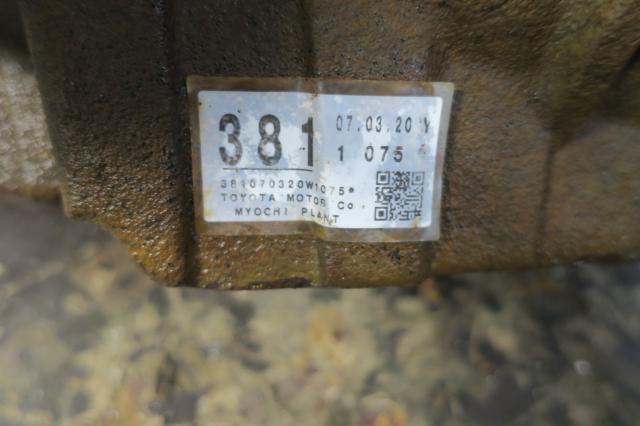 381 07.03.20 Y
1 075 *
381070320W1075*
TOYOTA MOTOR Co.
MYOCHI PLANT